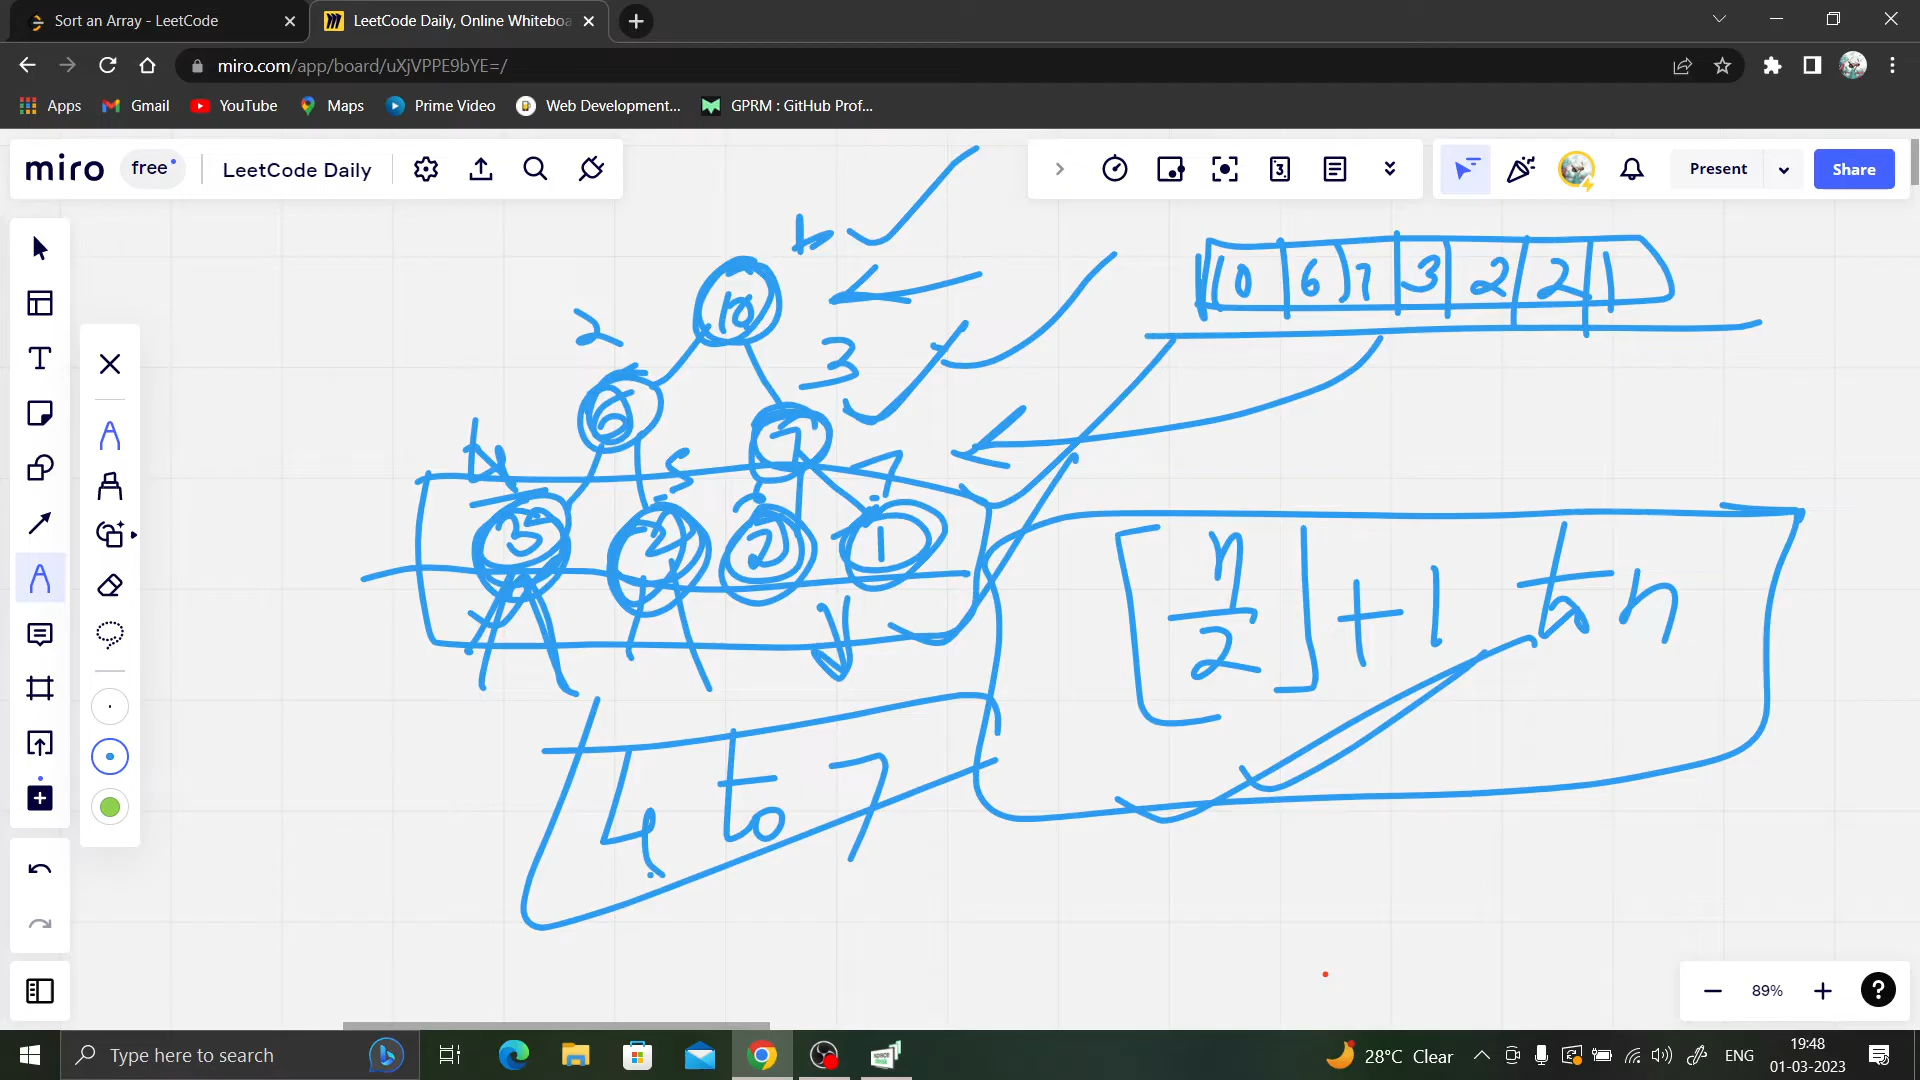 Sort an Array - LeetCode
LeetCode Daily, Online Whiteboa
miro.com/app/board/uXjVPPE9bYE=/
Apps Gmail YouTube Maps Prime Video Web Development... GPRM : GitHub Prof...
miro free LeetCode Daily
3
Present Share
10 6 7 3 2 2 1
10
2
3
6
7
5
7
3 2 2 1
[n/2] + 1 to n
4 to 7
89%
Type here to search
28°C Clear
ENG
19:48
01-03-2023